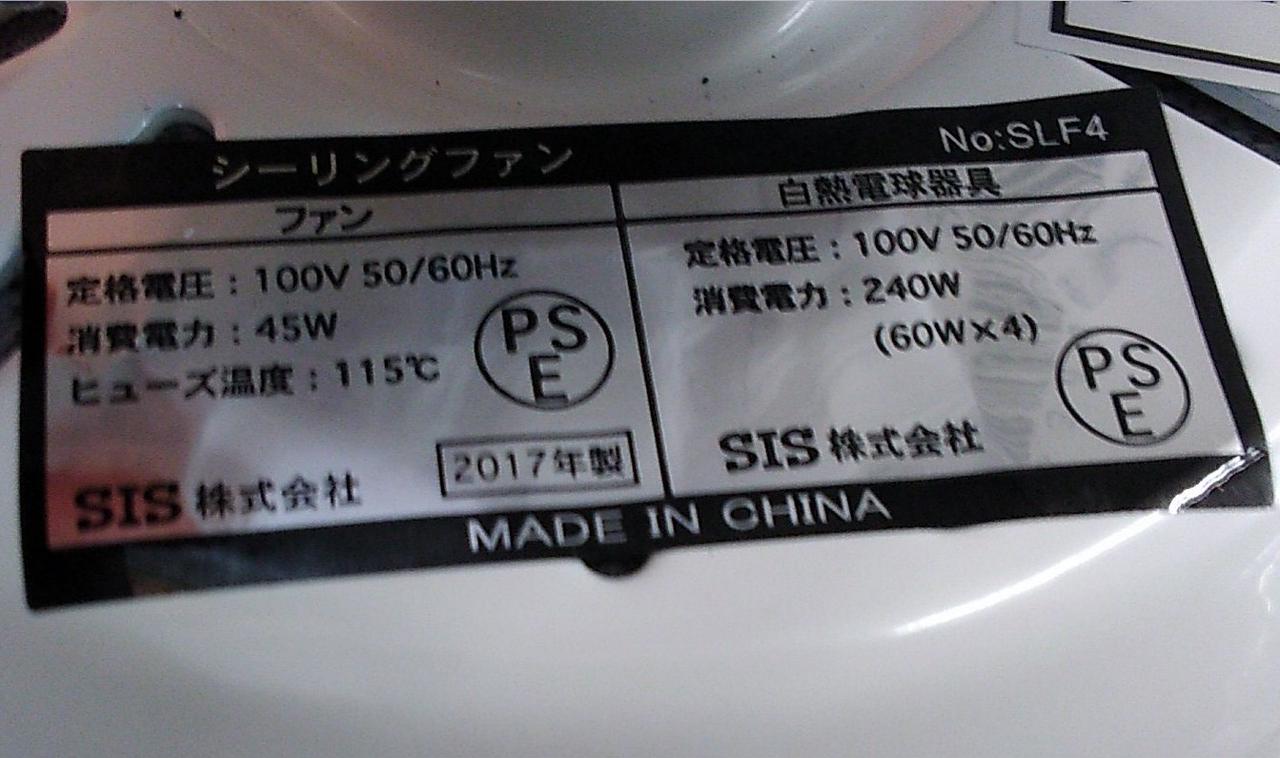 シーリングファン
No:SLF4
ファン
定格電圧：100V 50/60Hz
消費電力：45W
ヒューズ温度：115℃
PSE
2017年製
SIS 株式会社
白熱電球器具
定格電圧：100V 50/60Hz
消費電力：240W
(60W×4)
PSE
SIS 株式会社
MADE IN CHINA